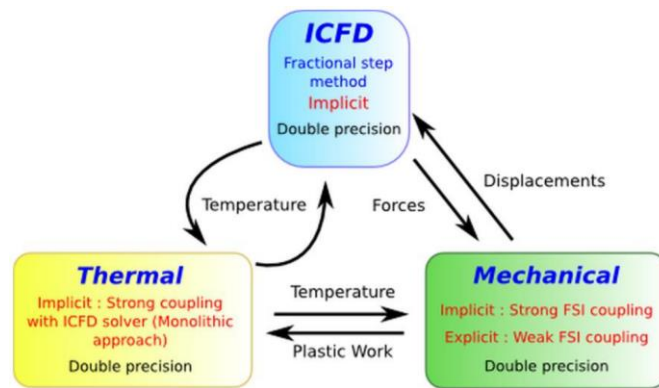 ICFD
Fractional step
method
Implicit
Double precision
Temperature
Forces
Displacements
Thermal
Implicit : Strong coupling
with ICFD solver (Monolithic
approach)
Double precision
Temperature
Plastic Work
Mechanical
Implicit : Strong FSI coupling
Explicit : Weak FSI coupling
Double precision